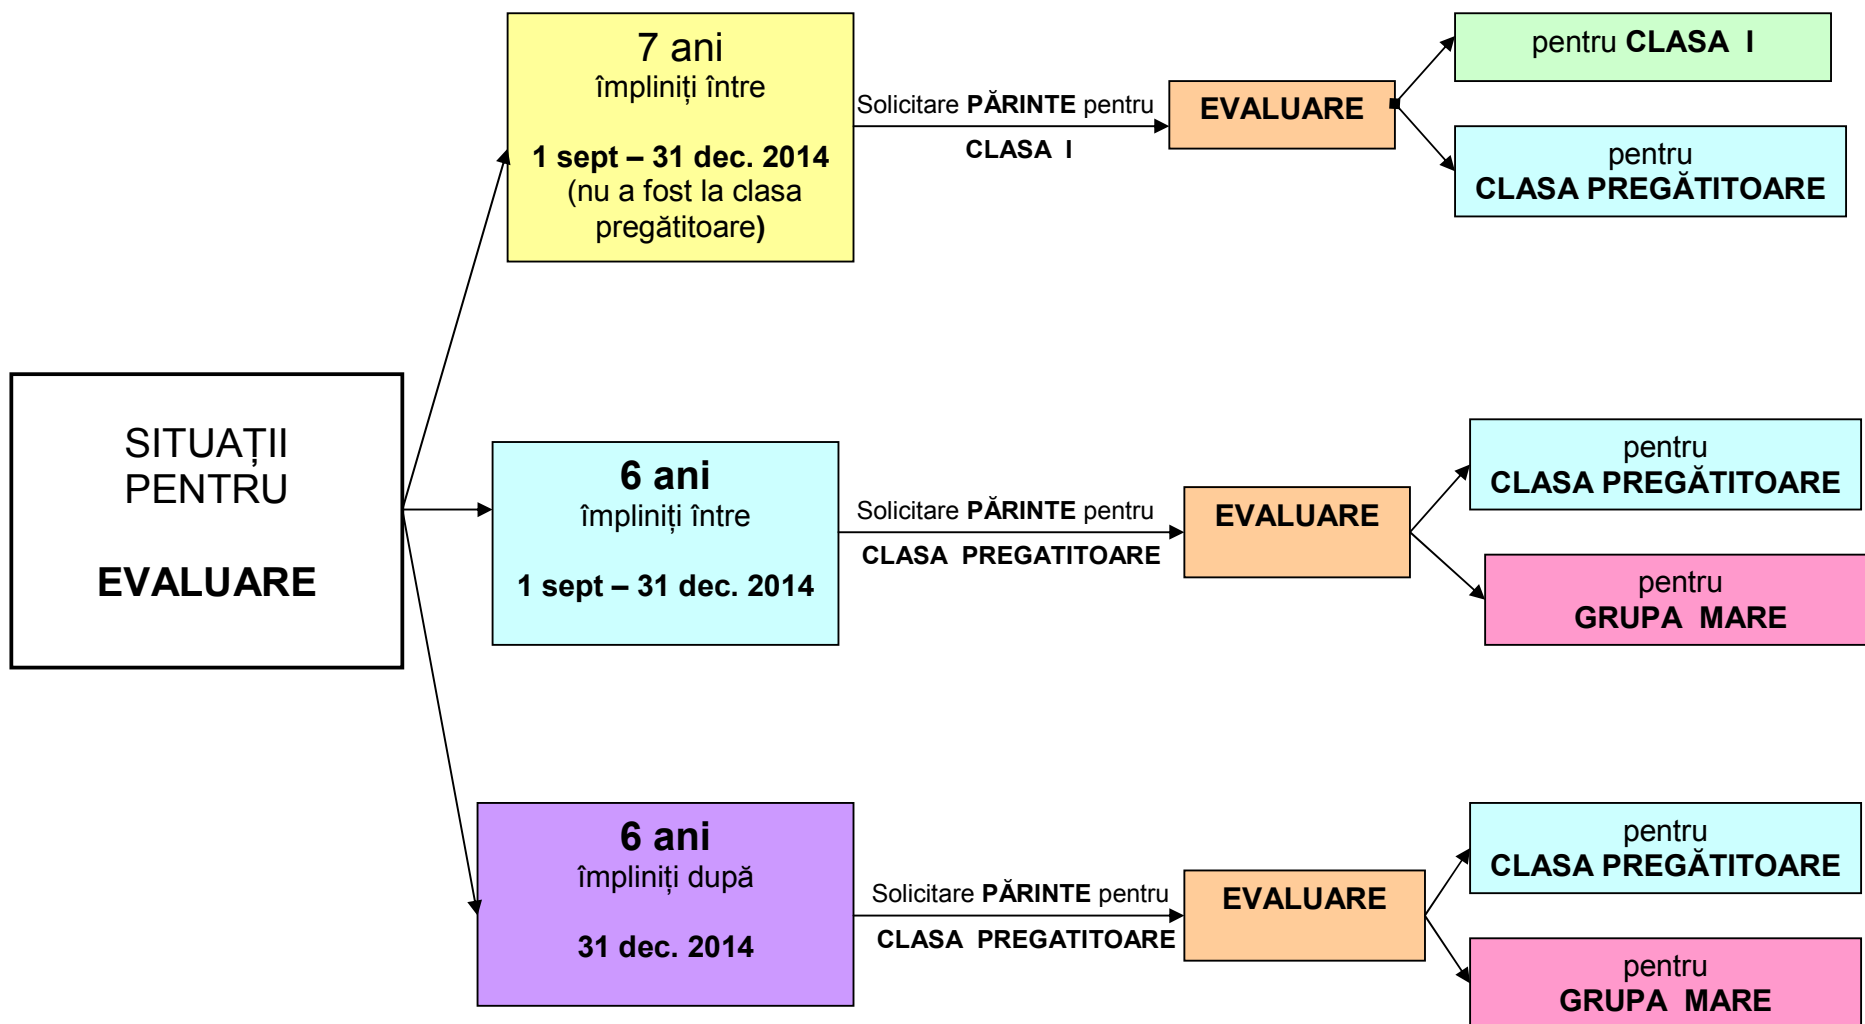 SITUAȚII
PENTRU
EVALUARE
7 ani
împliniți între
1 sept – 31 dec. 2014
(nu a fost la clasa
pregătitoare)
Solicitare PĂRINTE pentru
CLASA I
EVALUARE
pentru CLASA I
pentru
CLASA PREGĂTITOARE
6 ani
împliniți între
1 sept – 31 dec. 2014
Solicitare PĂRINTE pentru
CLASA PREGATITOARE
EVALUARE
pentru
CLASA PREGĂTITOARE
pentru
GRUPA MARE
6 ani
împliniți după
31 dec. 2014
Solicitare PĂRINTE pentru
CLASA PREGATITOARE
EVALUARE
pentru
CLASA PREGĂTITOARE
pentru
GRUPA MARE